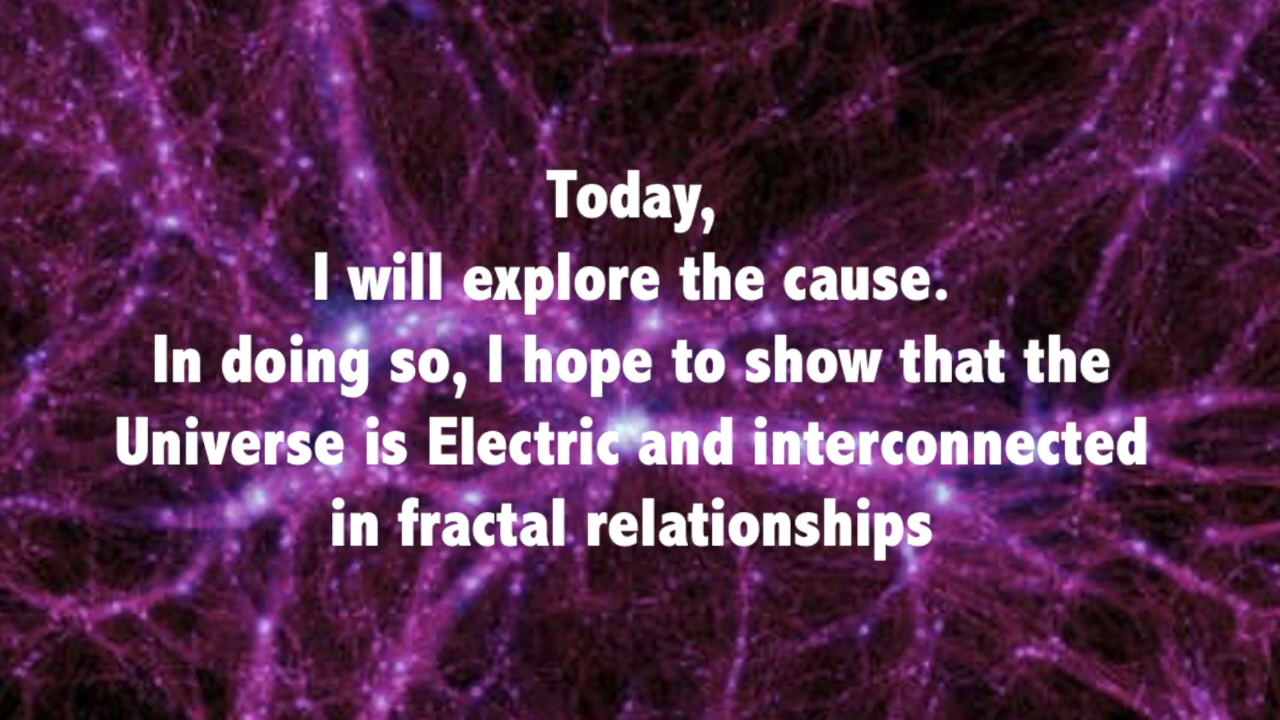 Today,
I will explore the cause.
In doing so, I hope to show that the
Universe is Electric and interconnected
in fractal relationships